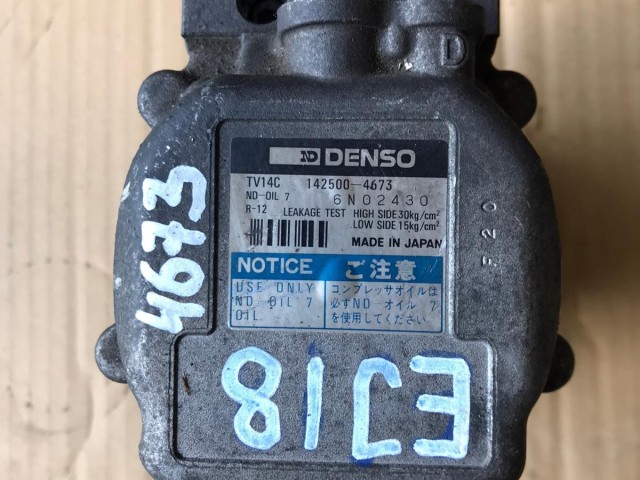 D
ND DENSO
TV14C 142500-4673
ND-OIL 7 6N02430
R-12 LEAKAGE TEST HIGH SIDE 30kg/cm²
LOW SIDE 15kg/cm²
MADE IN JAPAN
NOTICE ご注意
USE ONLY
ND-OIL 7
OIL
コンプレッサオイルは
必ずND-オイル 7
を使用してください
F20
4673
EJ18